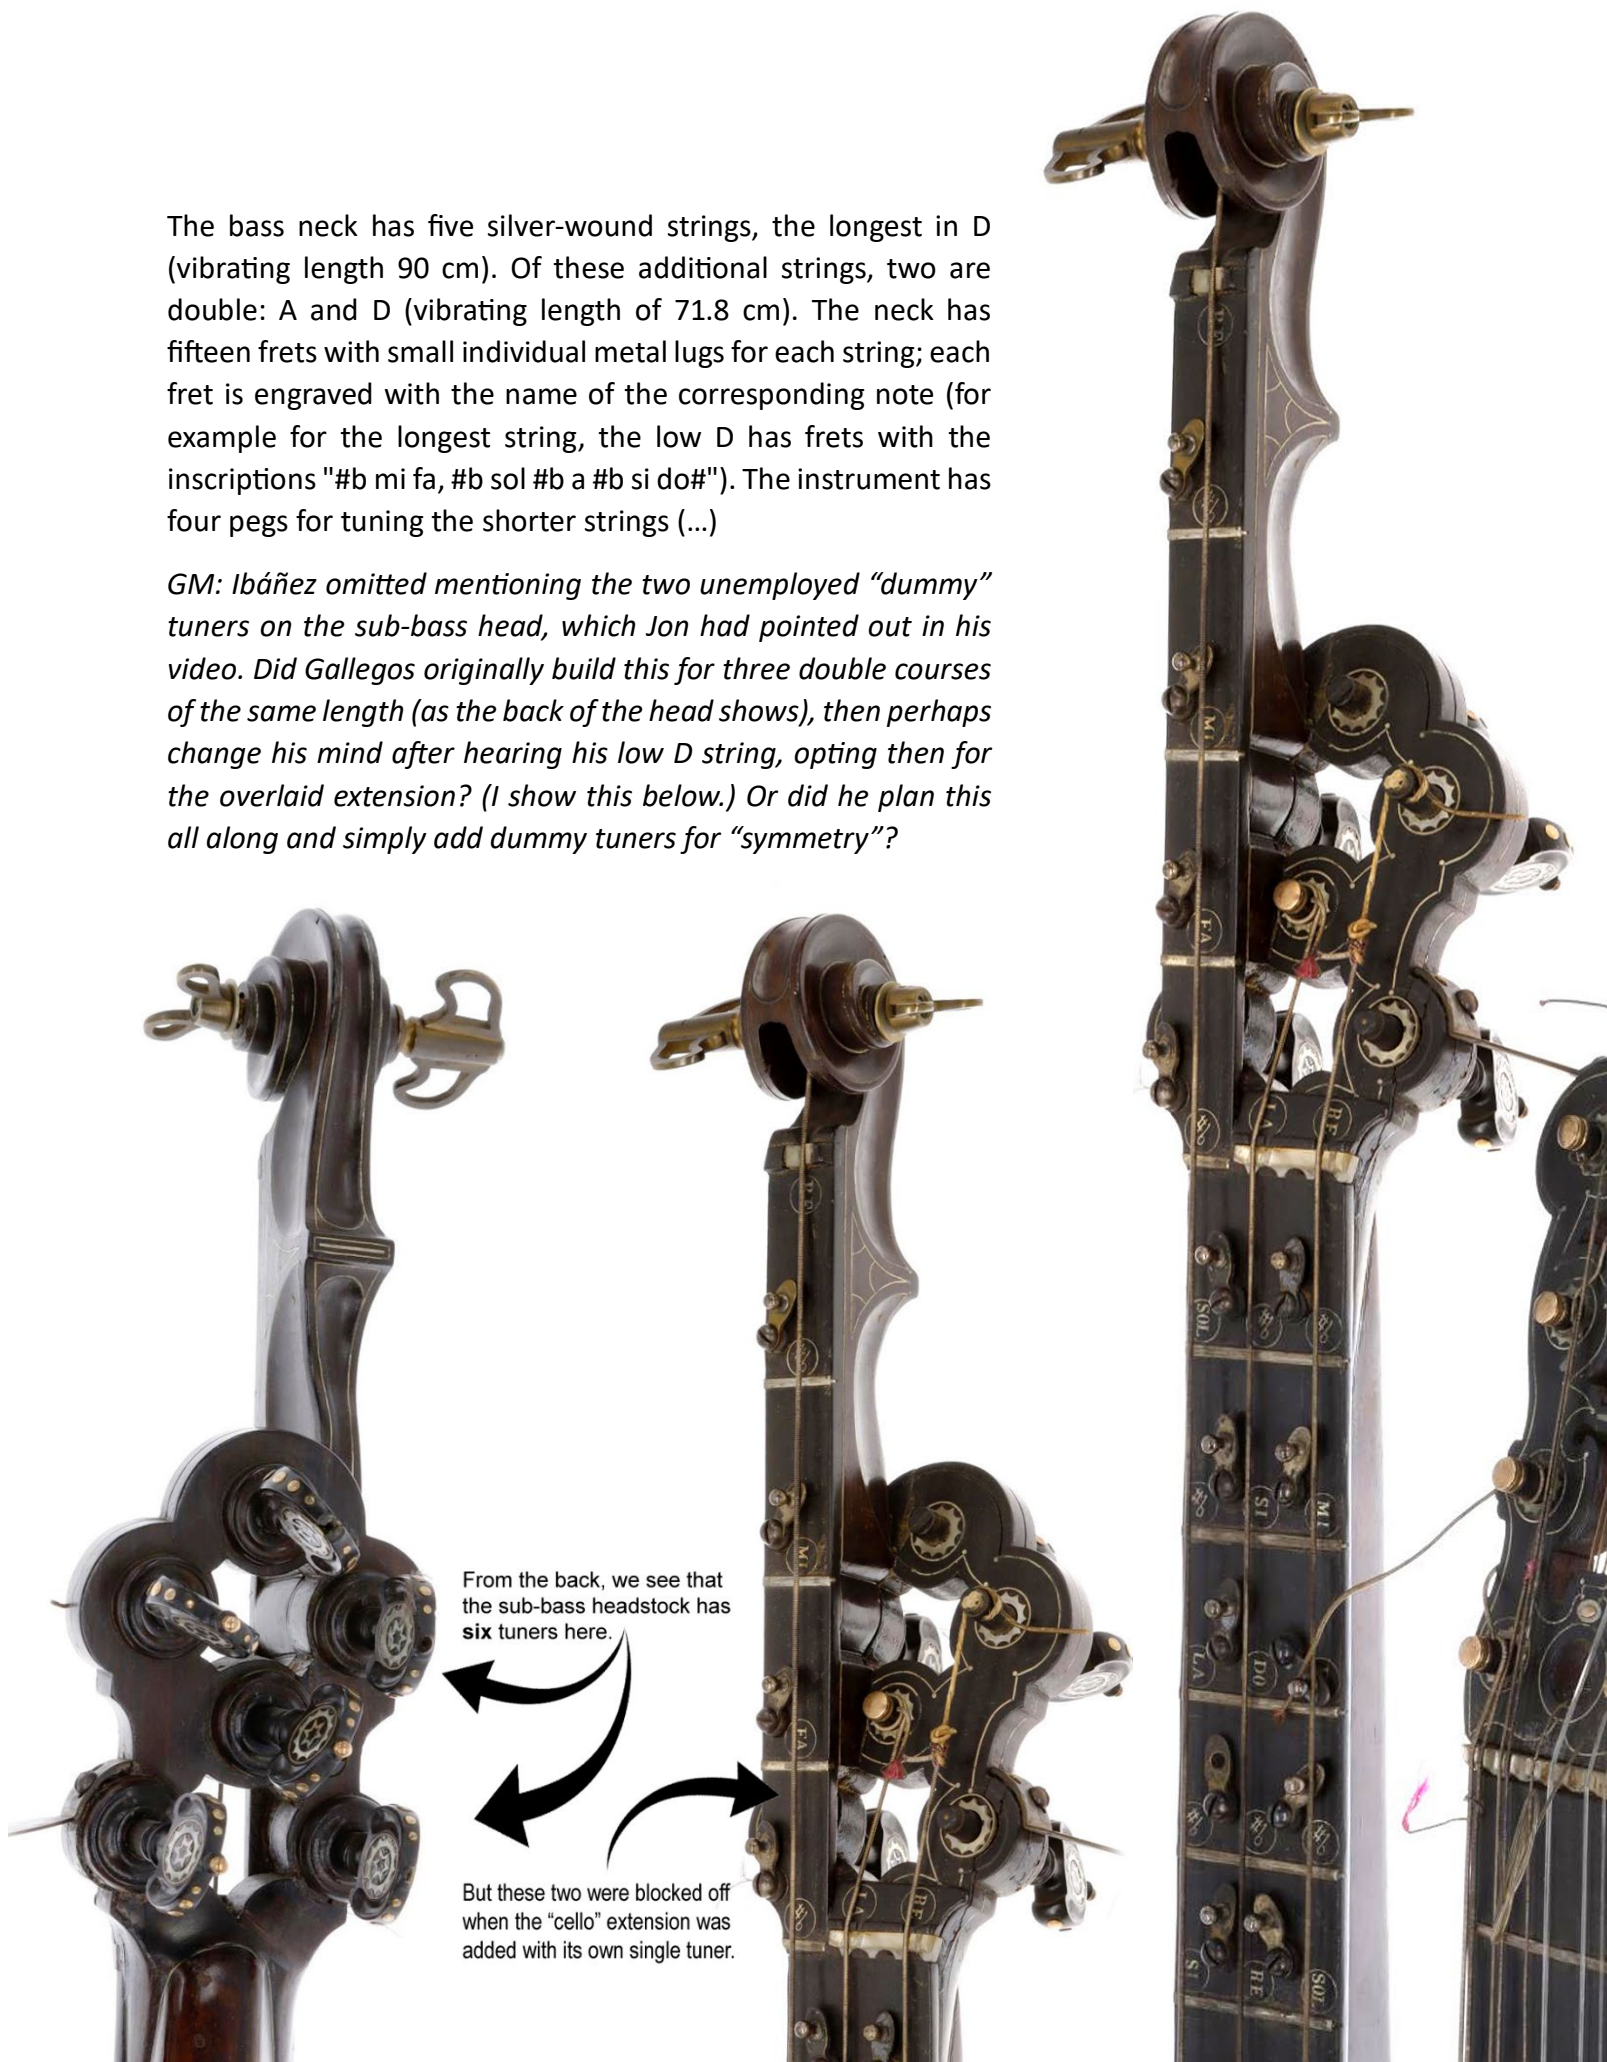 The bass neck has five silver-wound strings, the longest in D
(vibrating length 90 cm). Of these additional strings, two are
double: A and D (vibrating length of 71.8 cm). The neck has
fifteen frets with small individual metal lugs for each string; each
fret is engraved with the name of the corresponding note (for
example for the longest string, the low D has frets with the
inscriptions "#b mi fa, #b sol #b a #b si do#"). The instrument has
four pegs for tuning the shorter strings (…)
GM: Ibáñez omitted mentioning the two unemployed “dummy”
tuners on the sub-bass head, which Jon had pointed out in his
video. Did Gallegos originally build this for three double courses
of the same length (as the back of the head shows), then perhaps
change his mind after hearing his low D string, opting then for
the overlaid extension? (I show this below.) Or did he plan this
all along and simply add dummy tuners for “symmetry”?
From the back, we see that
the sub-bass headstock has
six tuners here.
But these two were blocked off
when the “cello” extension was
added with its own single tuner.
RE
MI
FA
#b
LA
RE
RE
#b
MI
FA
#b
LA
RE
SOL
#b
#b
#b
SI
MI
LA
DO
#b
#b
SI
RE
SOL